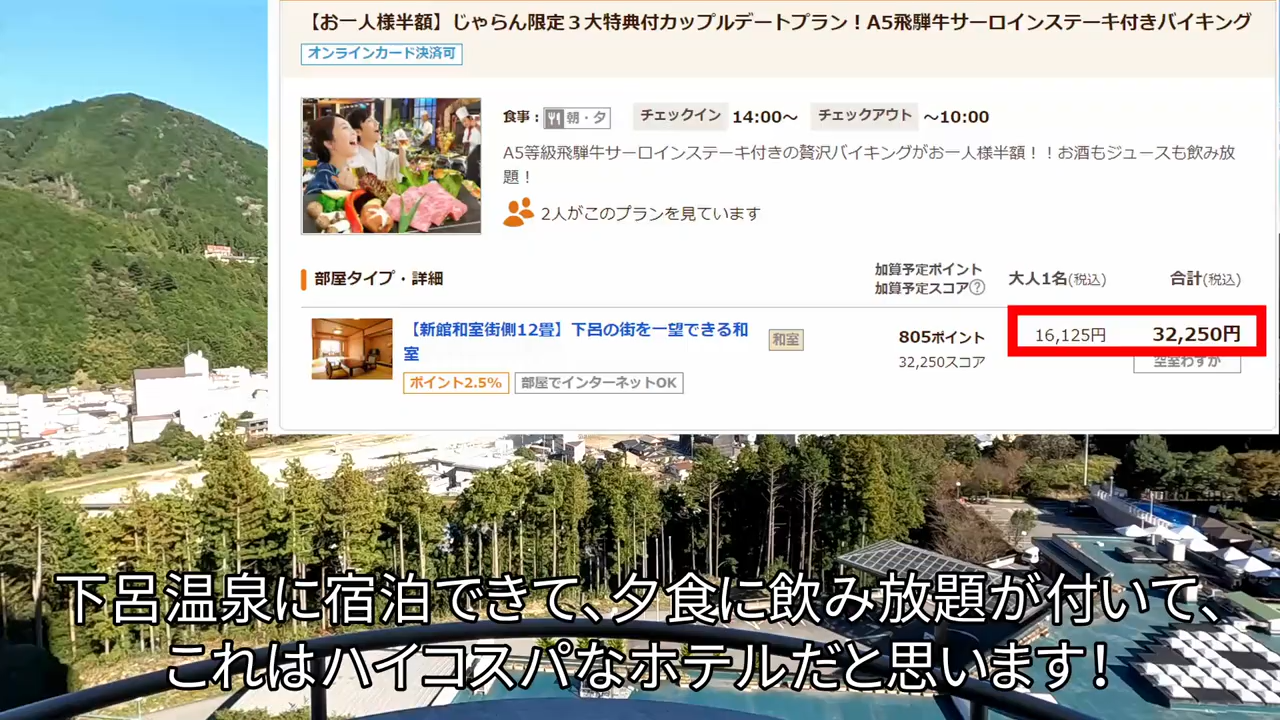 【お一人様半額】じゃらん限定３大特典付カップルデートプラン！A5飛騨牛サーロインステーキ付きバイキング
オンラインカード決済可
食事： 朝・夕 チェックイン 14:00～ チェックアウト ～10:00
A5等級飛騨牛サーロインステーキ付きの贅沢バイキングがお一人様半額！！お酒もジュースも飲み放
題！
2人がこのプランを見ています
部屋タイプ・詳細
加算予定ポイント
加算予定スコア?
大人1名(税込) 合計(税込)
【新館和室街側12畳】下呂の街を一望できる和
室
和室
ポイント2.5% 部屋でインターネットOK
805ポイント
32,250スコア
16,125円 32,250円
空室わずか
下呂温泉に宿泊できて、夕食に飲み放題が付いて、
これはハイコスパなホテルだと思います！